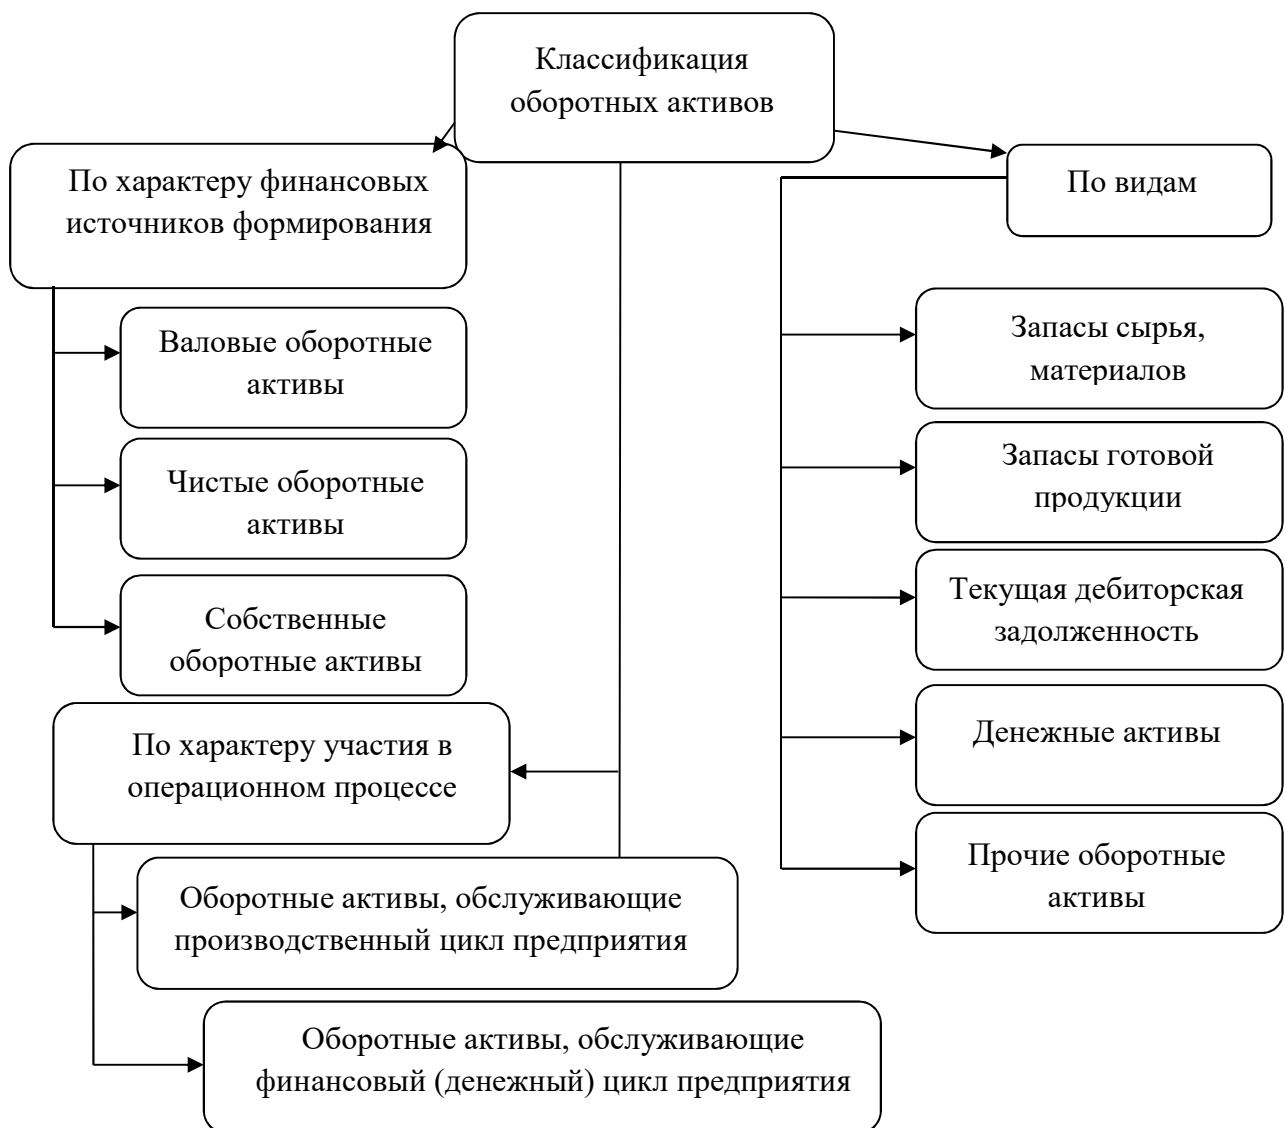 Классификация
оборотных активов
По характеру финансовых
источников формирования
Валовые оборотные
активы
Чистые оборотные
активы
Собственные
оборотные активы
По характеру участия в
операционном процессе
Оборотные активы, обслуживающие
производственный цикл предприятия
Оборотные активы, обслуживающие
финансовый (денежный) цикл предприятия
По видам
Запасы сырья,
материалов
Запасы готовой
продукции
Текущая дебиторская
задолженность
Денежные активы
Прочие оборотные
активы